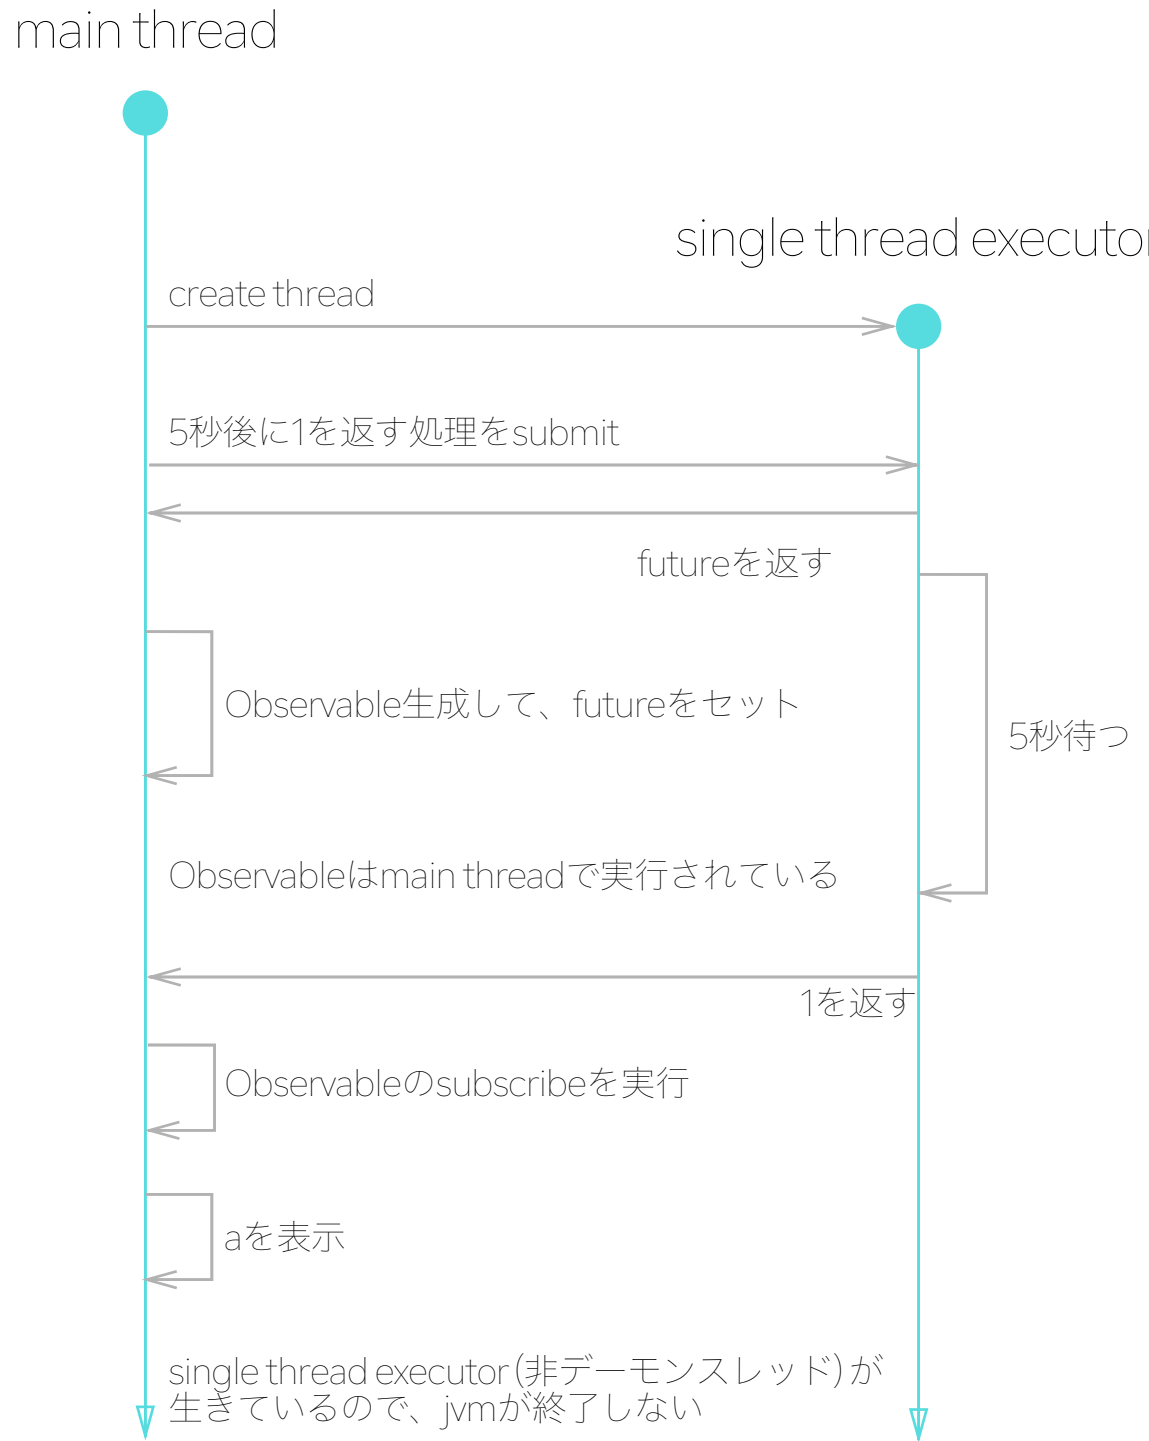 main thread
single thread executor
create thread
5秒後に1を返す処理をsubmit
futureを返す
Observable生成して、futureをセット
5秒待つ
Observableはmain threadで実行されている
1を返す
Observableのsubscribeを実行
aを表示
single thread executor (非デーモンスレッド) が
生きているので、jvmが終了しない